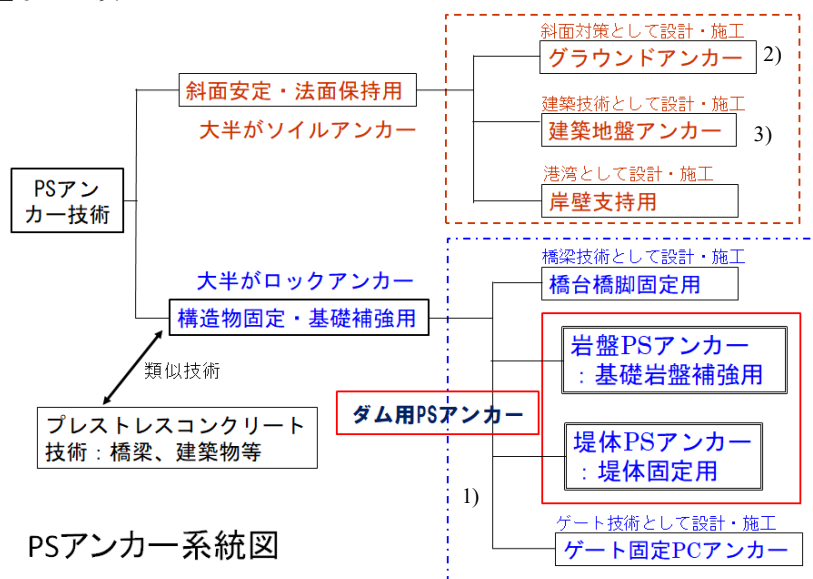 斜面対策として設計・施工
グラウンドアンカー 2)
斜面安定・法面保持用
大半がソイルアンカー
建築技術として設計・施工
建築地盤アンカー 3)
港湾として設計・施工
岸壁支持用
PSアン
カー技術
橋梁技術として設計・施工
橋台橋脚固定用
大半がロックアンカー
構造物固定・基礎補強用
岩盤PSアンカー
：基礎岩盤補強用
類似技術
ダム用PSアンカー
プレストレスコンクリート
技術：橋梁、建築物等
堤体PSアンカー
：堤体固定用
1)
ゲート技術として設計・施工
ゲート固定PCアンカー
PSアンカー系統図